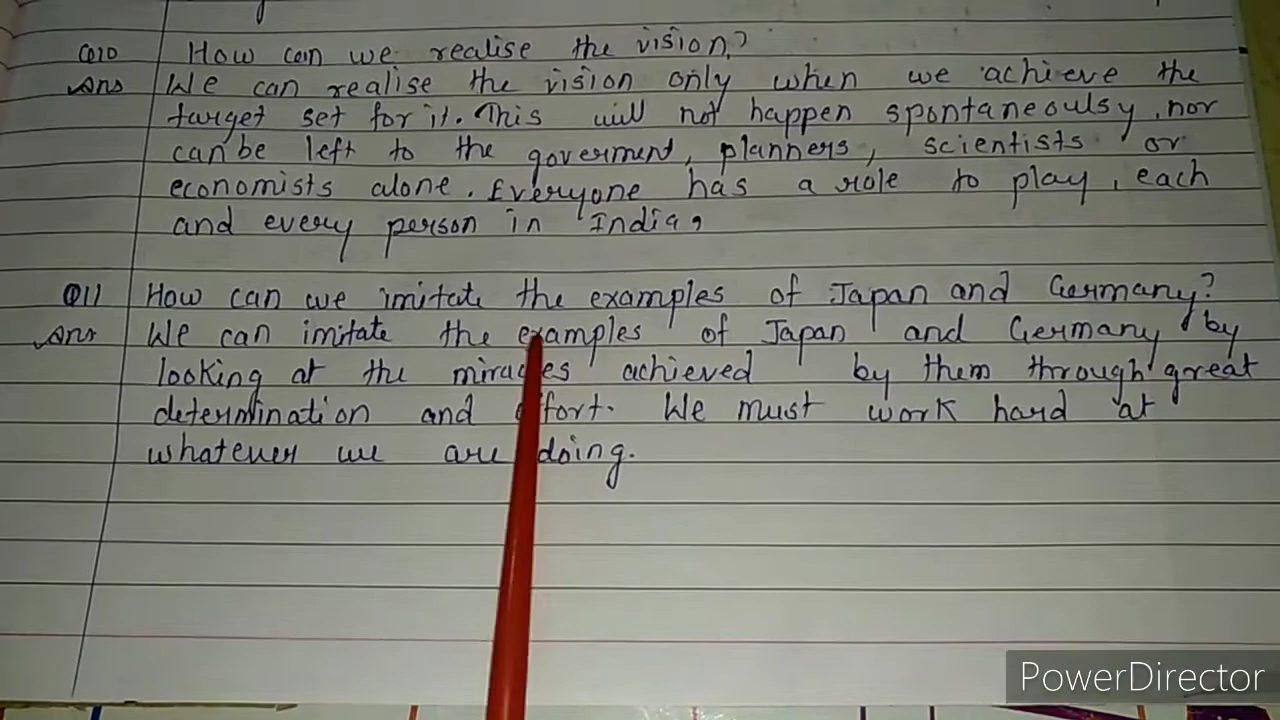 Q10 How can we realise the vision?
Ans We can realise the vision only when we achieve the
target set for it. This will not happen spontaneoulsy, nor
can be left to the goverment, planners, scientists or
economists alone. Everyone has a role to play, each
and every person in India,
Q11 How can we imitate the examples of Japan and Germany?
Ans We can imitate the examples of Japan and Germany by
looking at the miracles achieved by them through great
determination and effort. We must work hard at
whatever we are doing.
PowerDirector